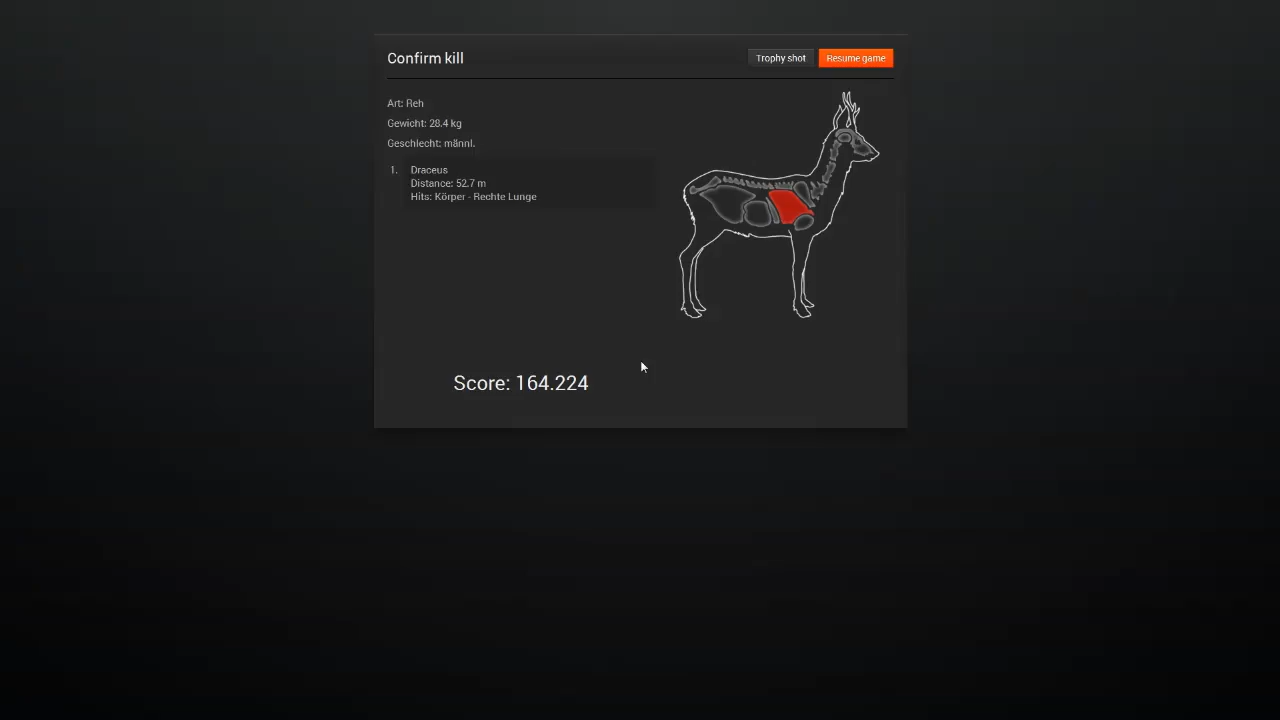 Confirm kill
Trophy shot
Resume game
Art: Reh
Gewicht: 28.4 kg
Geschlecht: männl.
1. Draceus
Distance: 52.7 m
Hits: Körper - Rechte Lunge
Score: 164.224